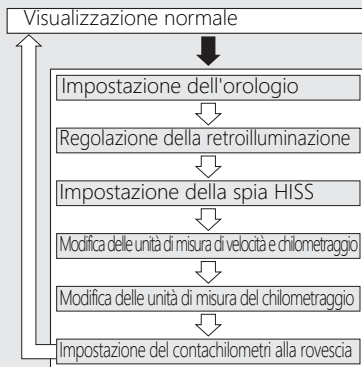 Visualizzazione normale
Impostazione dell'orologio
Regolazione della retroilluminazione
Impostazione della spia HISS
Modifica delle unità di misura di velocità e chilometraggio
Modifica delle unità di misura del chilometraggio
Impostazione del contachilometri alla rovescia